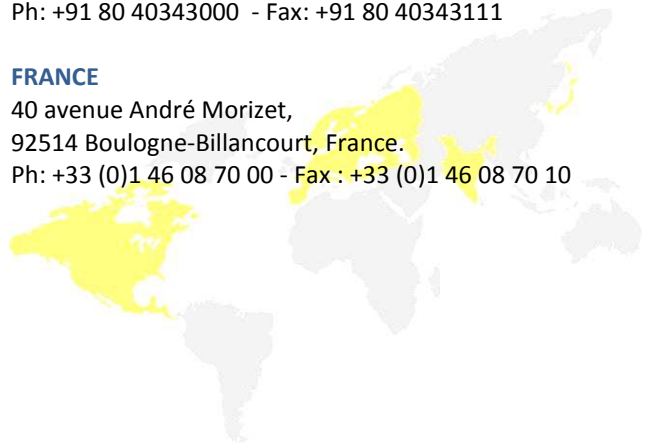 Ph: +91 80 40343000 - Fax: +91 80 40343111
FRANCE
40 avenue André Morizet,
92514 Boulogne-Billancourt, France.
Ph: +33 (0)1 46 08 70 00 - Fax : +33 (0)1 46 08 70 10